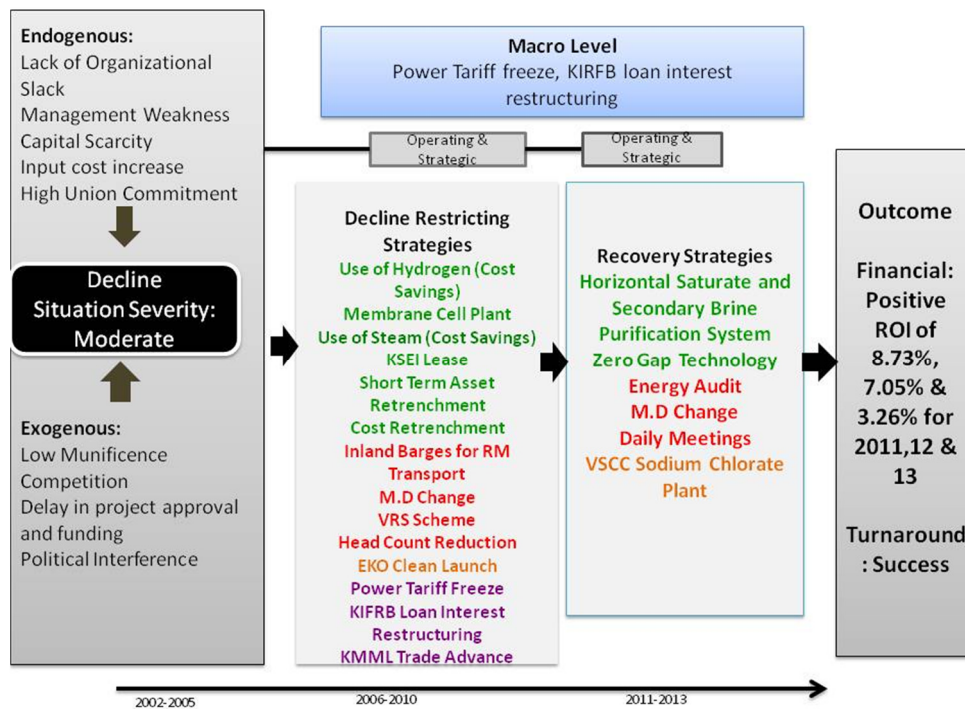 Endogenous:
Lack of Organizational
Slack
Management Weakness
Capital Scarcity
Input cost increase
High Union Commitment
Decline
Situation Severity:
Moderate
Exogenous:
Low Munificence
Competition
Delay in project approval
and funding
Political Interference
Macro Level
Power Tariff freeze, KIRFB loan interest
restructuring
Operating &
Strategic
Operating &
Strategic
Decline Restricting
Strategies
Use of Hydrogen (Cost
Savings)
Membrane Cell Plant
Use of Steam (Cost Savings)
KSEI Lease
Short Term Asset
Retrenchment
Cost Retrenchment
Inland Barges for RM
Transport
M.D Change
VRS Scheme
Head Count Reduction
EKO Clean Launch
Power Tariff Freeze
KIFRB Loan Interest
Restructuring
KMML Trade Advance
Recovery Strategies
Horizontal Saturate and
Secondary Brine
Purification System
Zero Gap Technology
Energy Audit
M.D Change
Daily Meetings
VSCC Sodium Chlorate
Plant
Outcome
Financial:
Positive
ROI of
8.73%,
7.05% &
3.26% for
2011,12 &
13
Turnaround
: Success
2002-2005
2006-2010
2011-2013